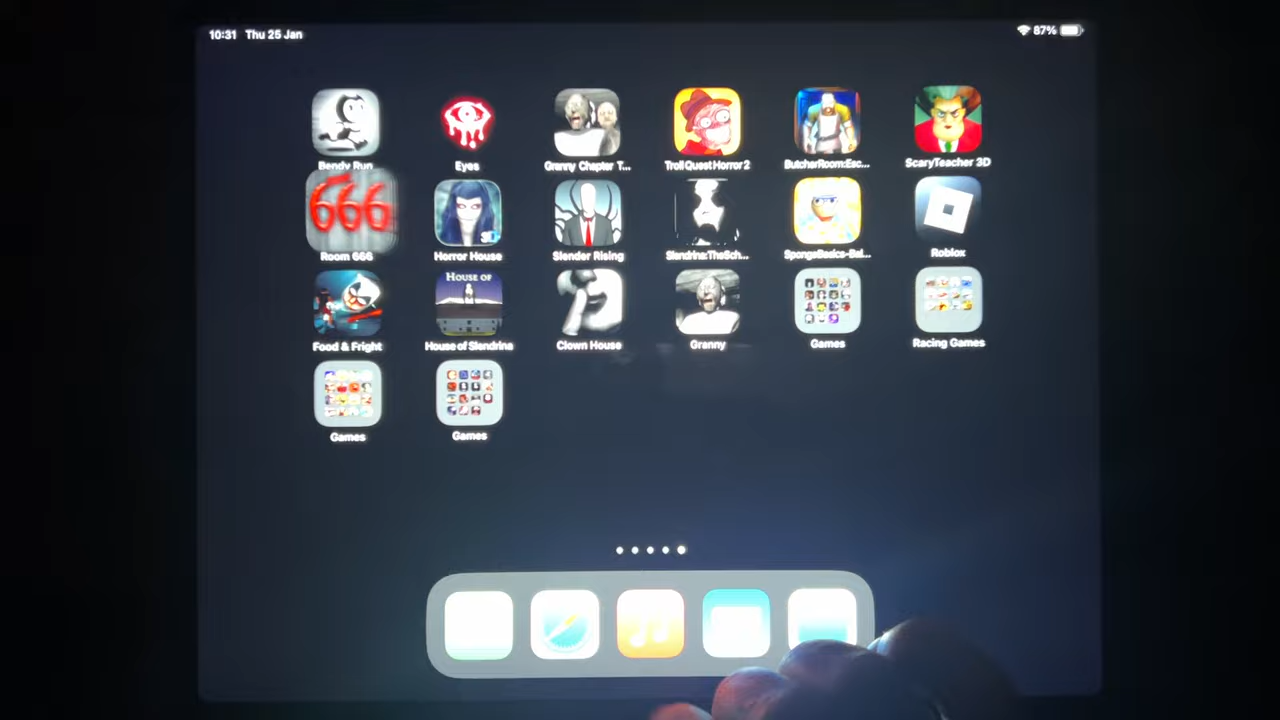 10:31 Thu 25 Jan
87%
Bendy Run
Eyes
Granny Chapter T...
TrollQuestHorror 2
ButcherRoom:Esc...
ScaryTeacher 3D
666
Room 666
Horror House
Slender Rising
Slendrina:TheSch...
SpongeBasics-Bal...
Roblox
HOUSE OF
Food & Fright
House of Slendrina
Clown House
Granny
Games
Racing Games
Games
Games